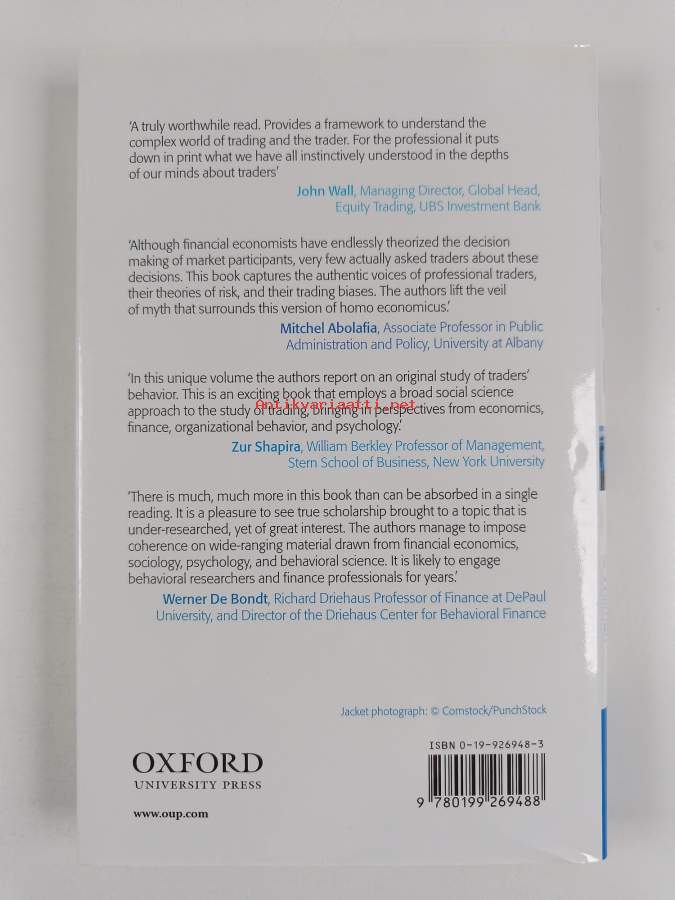 ‘A truly worthwhile read. Provides a framework to understand the
complex world of trading and the trader. For the professional it puts
down in print what we have all instinctively understood in the depths
of our minds about traders’
John Wall, Managing Director, Global Head,
Equity Trading, UBS Investment Bank
‘Although financial economists have endlessly theorized the decision
making of market participants, very few actually asked traders about these
decisions. This book captures the authentic voices of professional traders,
their theories of risk, and their trading biases. The authors lift the veil
of myth that surrounds this version of homo economicus.’
Mitchel Abolafia, Associate Professor in Public
Administration and Policy, University at Albany
‘In this unique volume the authors report on an original study of traders’
behavior. This is an exciting book that employs a broad social science
Antikvariaatti.net
approach to the study of trading, bringing in perspectives from economics,
finance, organizational behavior, and psychology.’
Zur Shapira, William Berkley Professor of Management,
Stern School of Business, New York University
‘There is much, much more in this book than can be absorbed in a single
reading. It is a pleasure to see true scholarship brought to a topic that is
under-researched, yet of great interest. The authors manage to impose
coherence on wide-ranging material drawn from financial economics,
sociology, psychology, and behavioral science. It is likely to engage
behavioral researchers and finance professionals for years.’
Werner De Bondt, Richard Driehaus Professor of Finance at DePaul
University, and Director of the Driehaus Center for Behavioral Finance
Jacket photograph: © Comstock/PunchStock
ISBN 0-19-926948-3
OXFORD
UNIVERSITY PRESS
www.oup.com
9 780199 269488